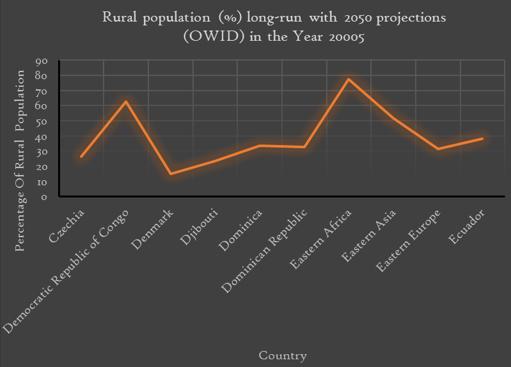 Rural population (%) long-run with 2050 projections
(OWID) in the Year 20005
Percentage Of Rural Population
90
80
70
60
50
40
30
20
10
0
Czechia
Democratic Republic of Congo
Denmark
Djibouti
Dominica
Dominican Republic
Eastern Africa
Eastern Asia
Eastern Europe
Ecuador
Country